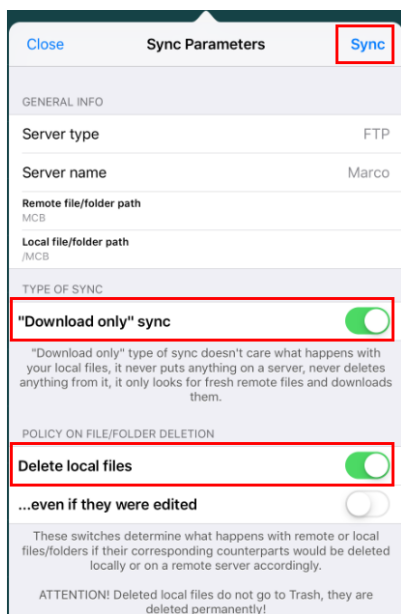 Close Sync Parameters Sync
GENERAL INFO
Server type FTP
Server name Marco
Remote file/folder path
MCB
Local file/folder path
/MCB
TYPE OF SYNC
"Download only" sync
"Download only" type of sync doesn't care what happens with
your local files, it never puts anything on a server, never deletes
anything from it, it only looks for fresh remote files and downloads
them.
POLICY ON FILE/FOLDER DELETION
Delete local files
...even if they were edited
These switches determine what happens with remote or local
files/folders if their corresponding counterparts would be deleted
locally or on a remote server accordingly.
ATTENTION! Deleted local files do not go to Trash, they are
deleted permanently!